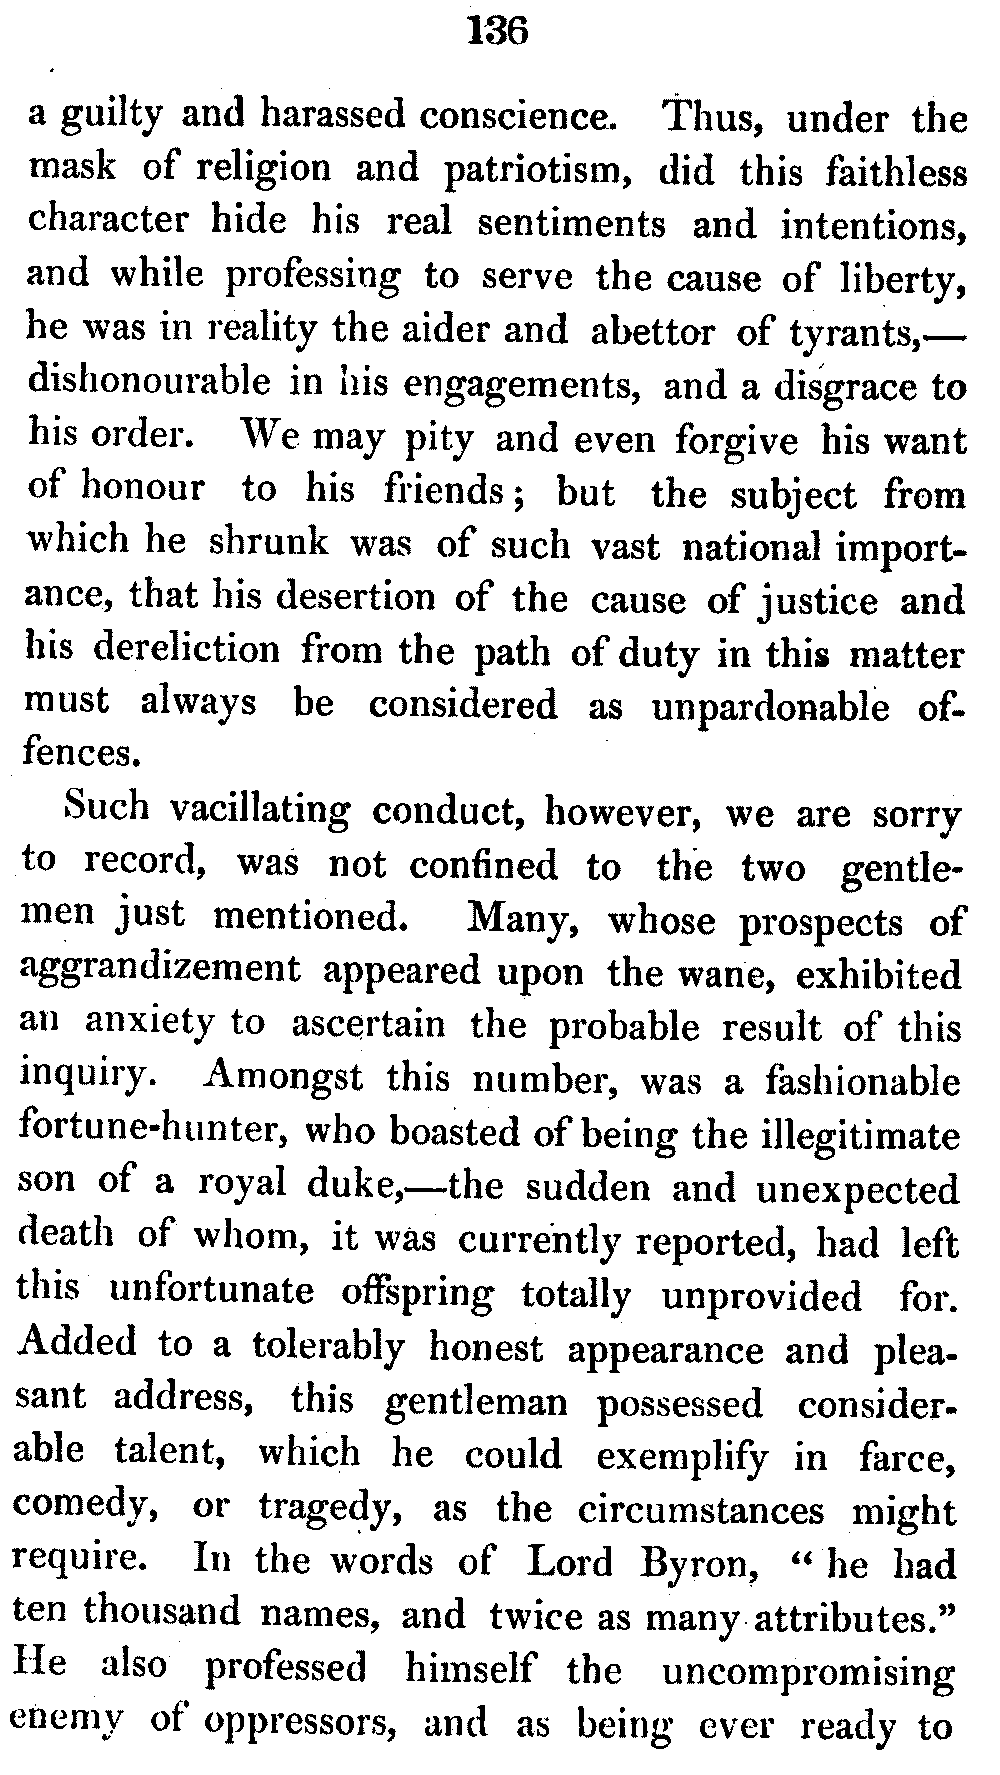 136
a guilty and harassed conscience. Thus, under the
mask of religion and patriotism, did this faithless
character hide his real sentiments and intentions,
and while professing to serve the cause of liberty,
he was in reality the aider and abettor of tyrants,—
dishonourable in his engagements, and a disgrace to
his order. We may pity and even forgive his want
of honour to his friends; but the subject from
which he shrunk was of such vast national import-
ance, that his desertion of the cause of justice and
his dereliction from the path of duty in this matter
must always be considered as unpardonable of-
fences.
Such vacillating conduct, however, we are sorry
to record, was not confined to the two gentle-
men just mentioned. Many, whose prospects of
aggrandizement appeared upon the wane, exhibited
an anxiety to ascertain the probable result of this
inquiry. Amongst this number, was a fashionable
fortune-hunter, who boasted of being the illegitimate
son of a royal duke,—the sudden and unexpected
death of whom, it was currently reported, had left
this unfortunate offspring totally unprovided for.
Added to a tolerably honest appearance and plea-
sant address, this gentleman possessed consider-
able talent, which he could exemplify in farce,
comedy, or tragedy, as the circumstances might
require. In the words of Lord Byron, “ he had
ten thousand names, and twice as many attributes.”
He also professed himself the uncompromising
enemy of oppressors, and as being ever ready to